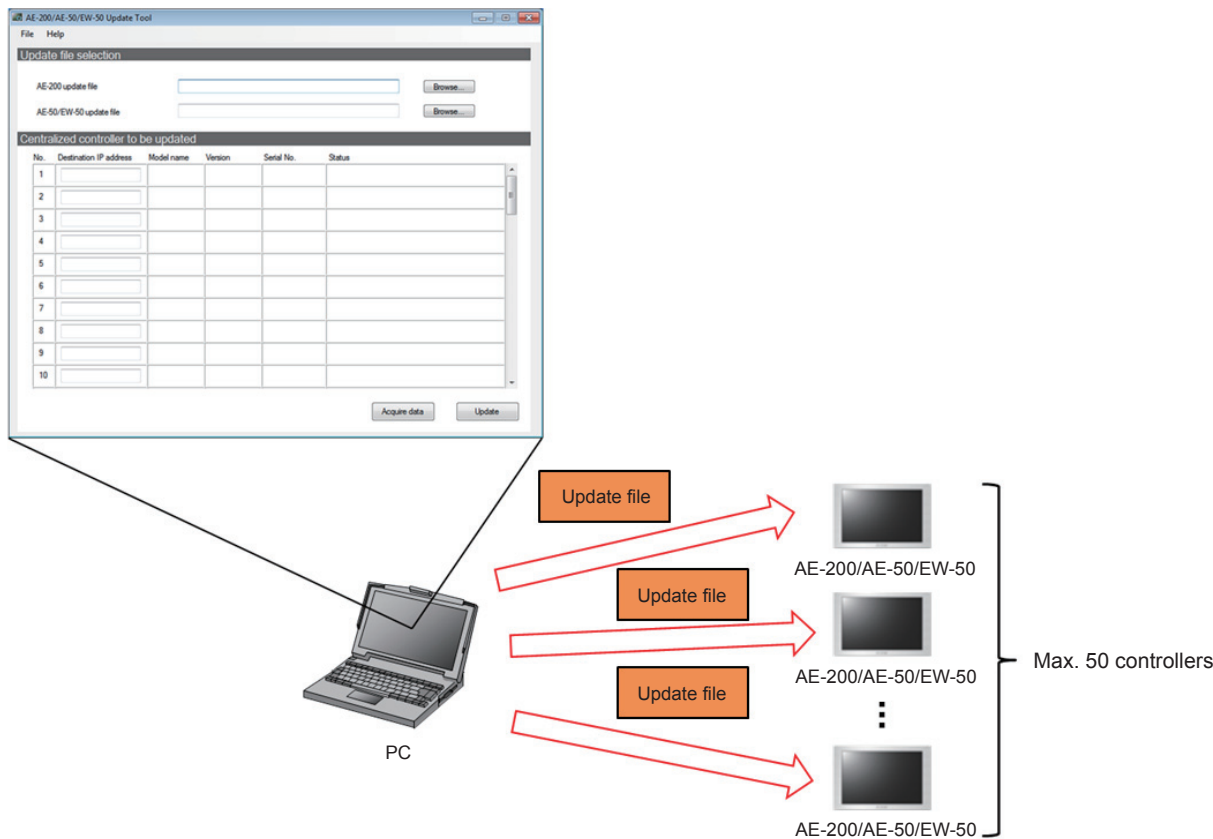 AE-200/AE-50/EW-50 Update Tool
File Help
Update file selection
AE-200 update file Browse...
AE-50/EW-50 update file Browse...
Centralized controller to be updated
No. Destination IP address Model name Version Serial No. Status
1
2
3
4
5
6
7
8
9
10
Acquire data Update
Update file
AE-200/AE-50/EW-50
Update file
AE-200/AE-50/EW-50
Max. 50 controllers
Update file
PC
AE-200/AE-50/EW-50